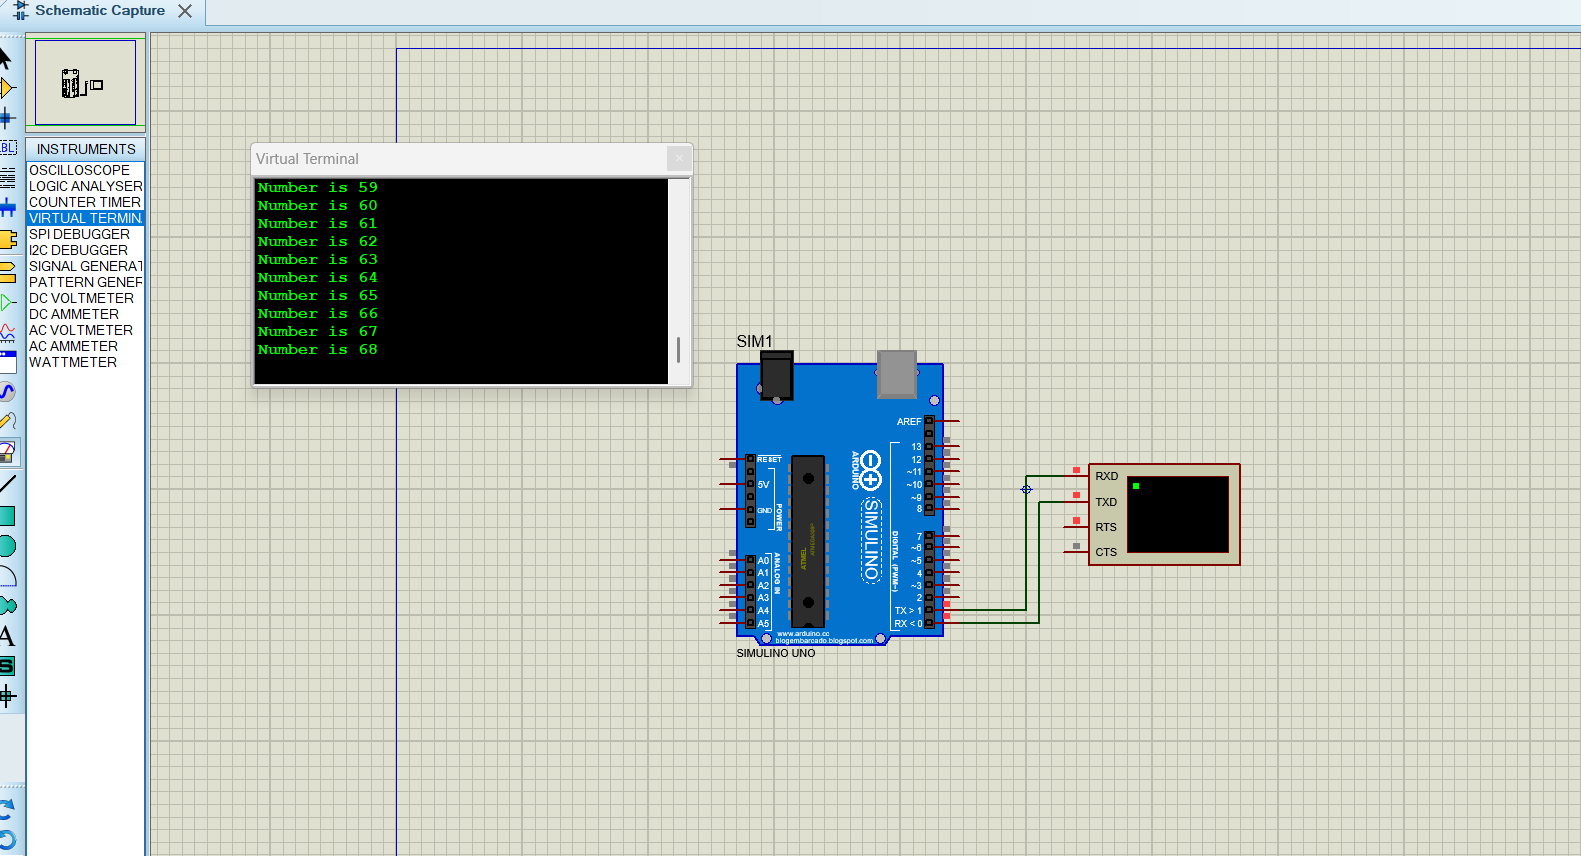 Schematic Capture
INSTRUMENTS
OSCILLOSCOPE
LOGIC ANALYSER
COUNTER TIMER
VIRTUAL TERMIN
SPI DEBUGGER
I2C DEBUGGER
SIGNAL GENERAT
PATTERN GENER
DC VOLTMETER
DC AMMETER
AC VOLTMETER
AC AMMETER
WATTMETER
Virtual Terminal
Number is 59
Number is 60
Number is 61
Number is 62
Number is 63
Number is 64
Number is 65
Number is 66
Number is 67
Number is 68
SIM1
AREF
13
12
~11
~10
~9
8
7
~6
~5
4
~3
2
TX > 1
RX < 0
RESET
5V
GND
POWER
A0
A1
A2
A3
A4
A5
ANALOG IN
ATMEL
ARDUINO
SIMULINO
DIGITAL (PWM~)
www.arduino.cc
blogembarcado.blogspot.com
SIMULINO UNO
RXD
TXD
RTS
CTS